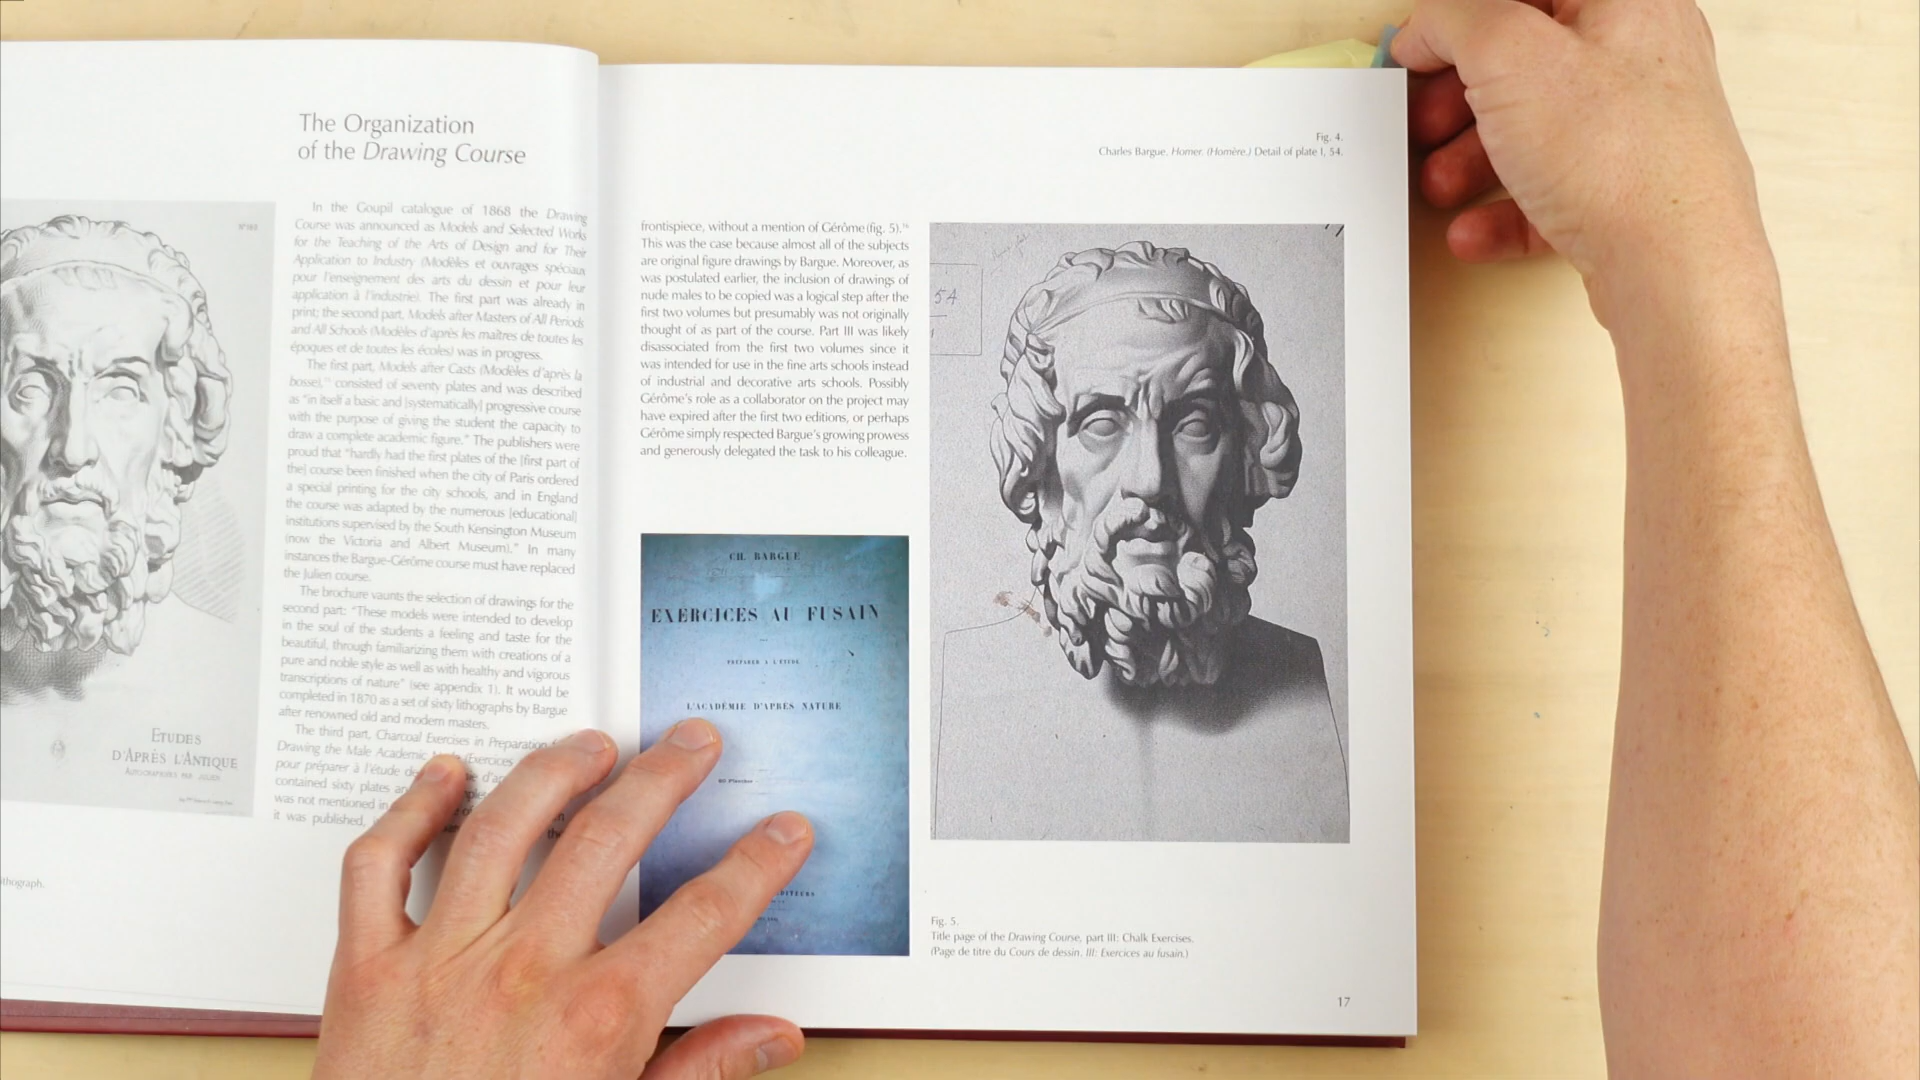 The Organization
of the Drawing Course
In the Goupil catalogue of 1868 the Drawing
Course was announced as Models and Selected Works
for the Teaching of the Arts of Design and for Their
Application to Industry (Modèles et ouvrages spéciaux
pour l'enseignement des arts du dessin et pour leur
application à l'industrie). The first part was already in
print; the second part, Models after Masters of All Periods
and All Schools (Modèles d'après les maîtres de toutes les
époques et de toutes les écoles) was in progress.
The first part, Models after Casts (Modèles d'après la
bosse), consisted of seventy plates and was described
as "in itself a basic and [systematically] progressive course
with the purpose of giving the student the capacity to
draw a complete academic figure." The publishers were
proud that "hardly had the first plates of the [first part of
the] course been finished when the city of Paris ordered
a special printing for the city schools, and in England
the course was adapted by the numerous [educational]
institutions supervised by the South Kensington Museum
(now the Victoria and Albert Museum)." In many
instances the Bargue-Gérôme course must have replaced
the Julien course.
The brochure vaunts the selection of drawings for the
second part: "These models were intended to develop
in the soul of the students a feeling and taste for the
beautiful, through familiarizing them with creations of a
pure and noble style as well as with healthy and vigorous
transcriptions of nature" (see appendix 1). It would be
completed in 1870 as a set of sixty lithographs by Bargue
after renowned old and modern masters.
The third part, Charcoal Exercises in Preparation
Drawing the Male Academic (Exercices
pour préparer à l'étude de
contained sixty plates
was not mentioned in
it was published,
the
ETUDES
D'APRÈS L'ANTIQUE
AUTOGRAPHIÉES PAR JULIEN
lithograph.
Fig. 4.
Charles Bargue. Homer. (Homère.) Detail of plate I, 54.
frontispiece, without a mention of Gérôme (fig. 5).16
This was the case because almost all of the subjects
are original figure drawings by Bargue. Moreover, as
was postulated earlier, the inclusion of drawings of
nude males to be copied was a logical step after the
first two volumes but presumably was not originally
thought of as part of the course. Part III was likely
disassociated from the first two volumes since it
was intended for use in the fine arts schools instead
of industrial and decorative arts schools. Possibly
Gérôme's role as a collaborator on the project may
have expired after the first two editions, or perhaps
Gérôme simply respected Bargue's growing prowess
and generously delegated the task to his colleague.
54
CH. BARGUE
EXERCICES AU FUSAIN
PRÉPARER A L'ÉTUDE
L'ACADÉMIE D'APRÈS NATURE
60 Planches
ÉDITEURS
Fig. 5.
Title page of the Drawing Course, part III: Chalk Exercises.
(Page de titre du Cours de dessin, III: Exercices au fusain.)
17